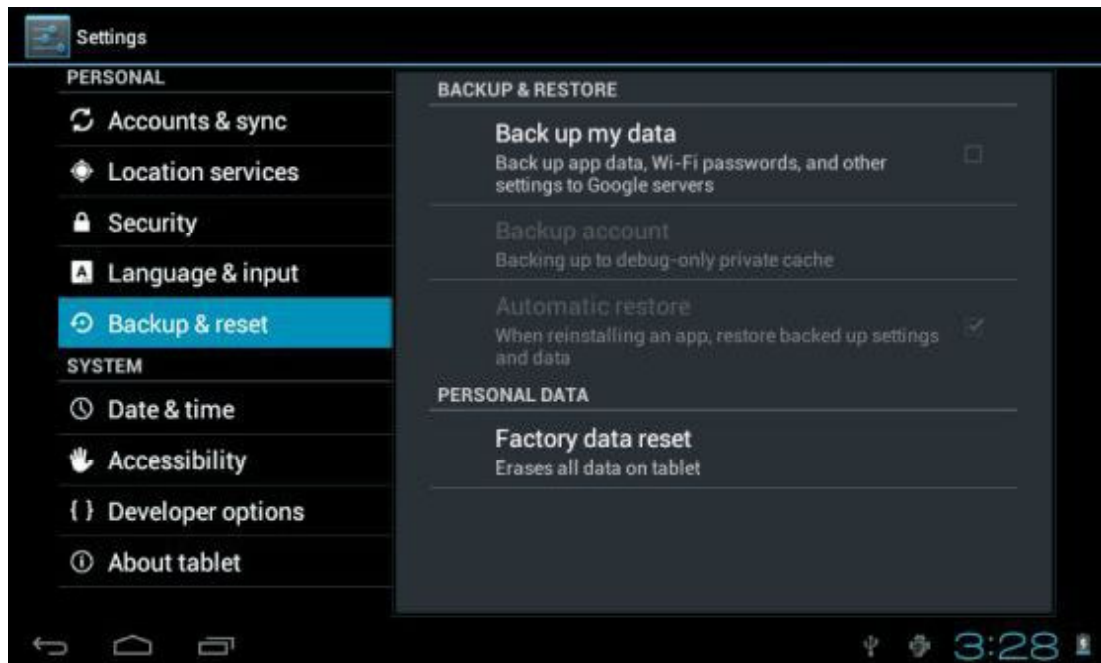 Settings
PERSONAL
Accounts & sync
Location services
Security
Language & input
Backup & reset
SYSTEM
Date & time
Accessibility
Developer options
About tablet
BACKUP & RESTORE
Back up my data
Back up app data, Wi-Fi passwords, and other
settings to Google servers
Backup account
Backing up to debug-only private cache
Automatic restore
When reinstalling an app, restore backed up settings
and data
PERSONAL DATA
Factory data reset
Erases all data on tablet
3:28